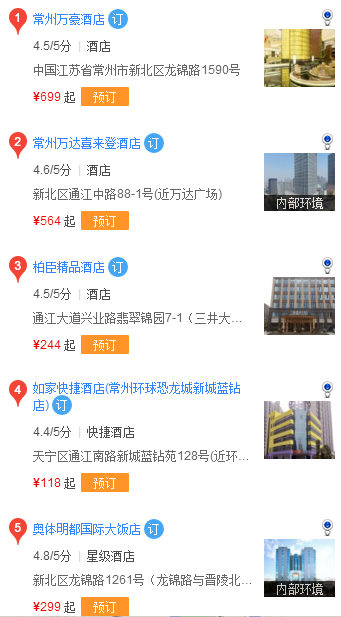 1 常州万豪酒店 订
4.5/5分 | 酒店
中国江苏省常州市新北区龙锦路1590号
¥699 起 预订
2 常州万达喜来登酒店 订
4.6/5分 | 酒店
新北区通江中路88-1号(近万达广场)
¥564 起 预订
内部环境
3 柏臣精品酒店 订
4.5/5分 | 酒店
通江大道兴业路翡翠锦园7-1（三井大...
¥244 起 预订
4 如家快捷酒店(常州环球恐龙城新城蓝钻
店) 订
4.4/5分 | 快捷酒店
天宁区通江南路新城蓝钻苑128号(近环...
¥118 起 预订
5 奥体明都国际大饭店 订
4.8/5分 | 星级酒店
新北区龙锦路1261号（龙锦路与晋陵北...
¥299 起 预订
内部环境